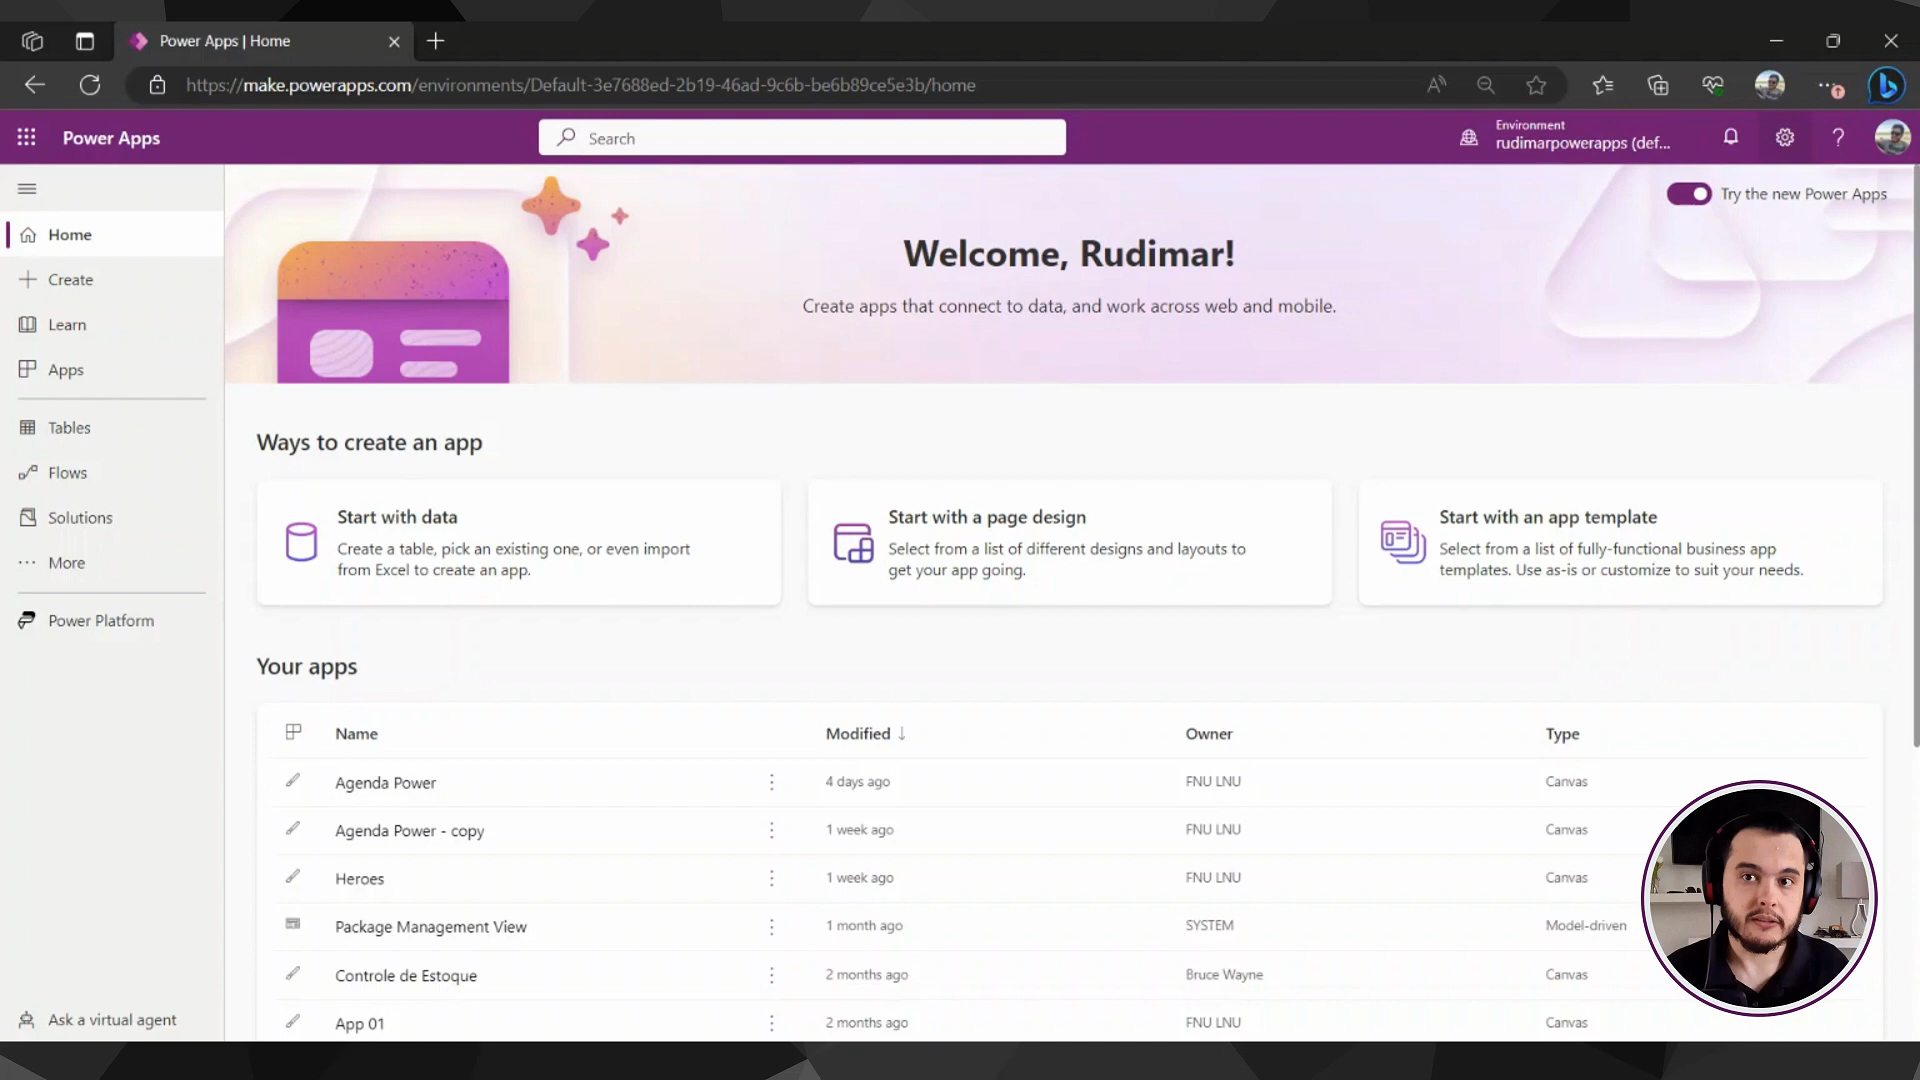 Power Apps | Home
https://make.powerapps.com/environments/Default-3e7688ed-2b19-46ad-9c6b-be6b89ce5e3b/home
Power Apps
Search
Environment
rudimarpowerapps (def...
Try the new Power Apps
Home
Create
Learn
Apps
Tables
Flows
Solutions
More
Power Platform
Ask a virtual agent
Welcome, Rudimar!
Create apps that connect to data, and work across web and mobile.
Ways to create an app
Start with data
Create a table, pick an existing one, or even import
from Excel to create an app.
Start with a page design
Select from a list of different designs and layouts to
get your app going.
Start with an app template
Select from a list of fully-functional business app
templates. Use as-is or customize to suit your needs.
Your apps
Name Modified Owner Type
Agenda Power 4 days ago FNU LNU Canvas
Agenda Power - copy 1 week ago FNU LNU Canvas
Heroes 1 week ago FNU LNU Canvas
Package Management View 1 month ago SYSTEM Model-driven
Controle de Estoque 2 months ago Bruce Wayne Canvas
App 01 2 months ago FNU LNU Canvas